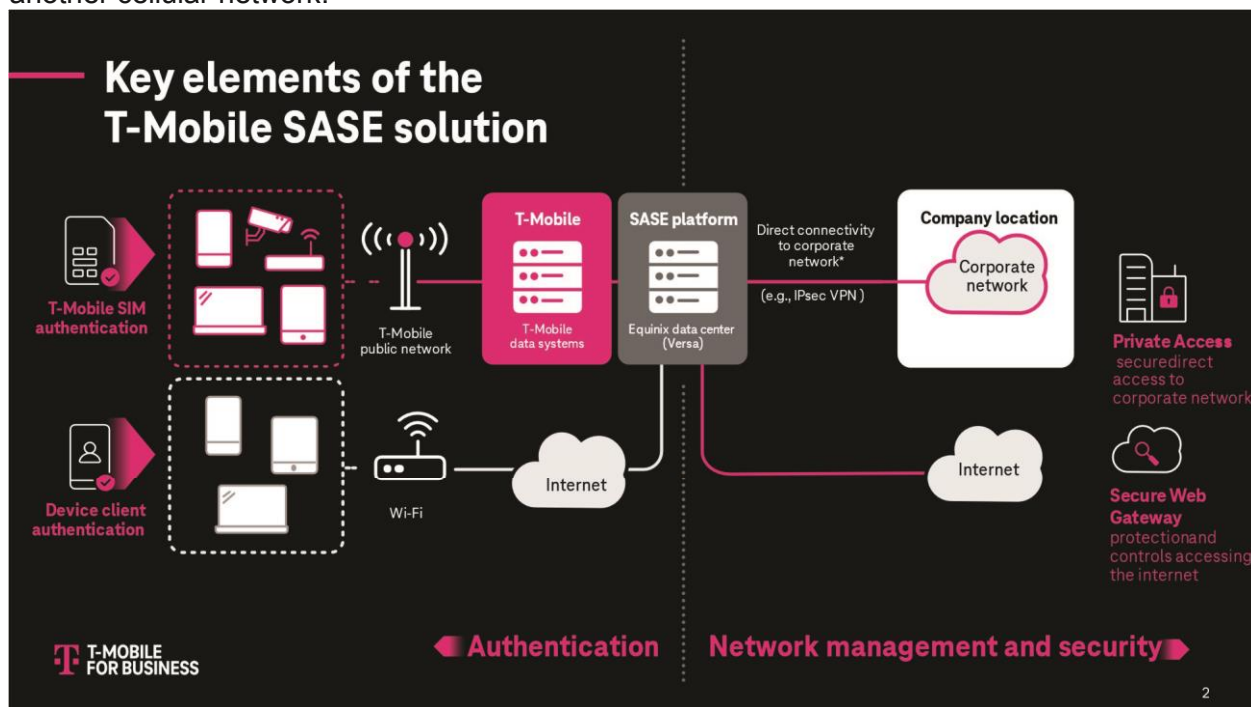 another cellular network.
Key elements of the
T-Mobile SASE solution
T-Mobile SIM
authentication
T-Mobile
public network
T-Mobile
T-Mobile
data systems
SASE platform
Equinix data center
(Versa)
Direct connectivity
to corporate
network*
(e.g., IPsec VPN )
Company location
Corporate
network
Private Access
securedirect
access to
corporate network
Device client
authentication
Wi-Fi
Internet
Internet
Secure Web
Gateway
protectionand
controls accessing
the internet
Authentication
Network management and security
T-MOBILE
FOR BUSINESS
2